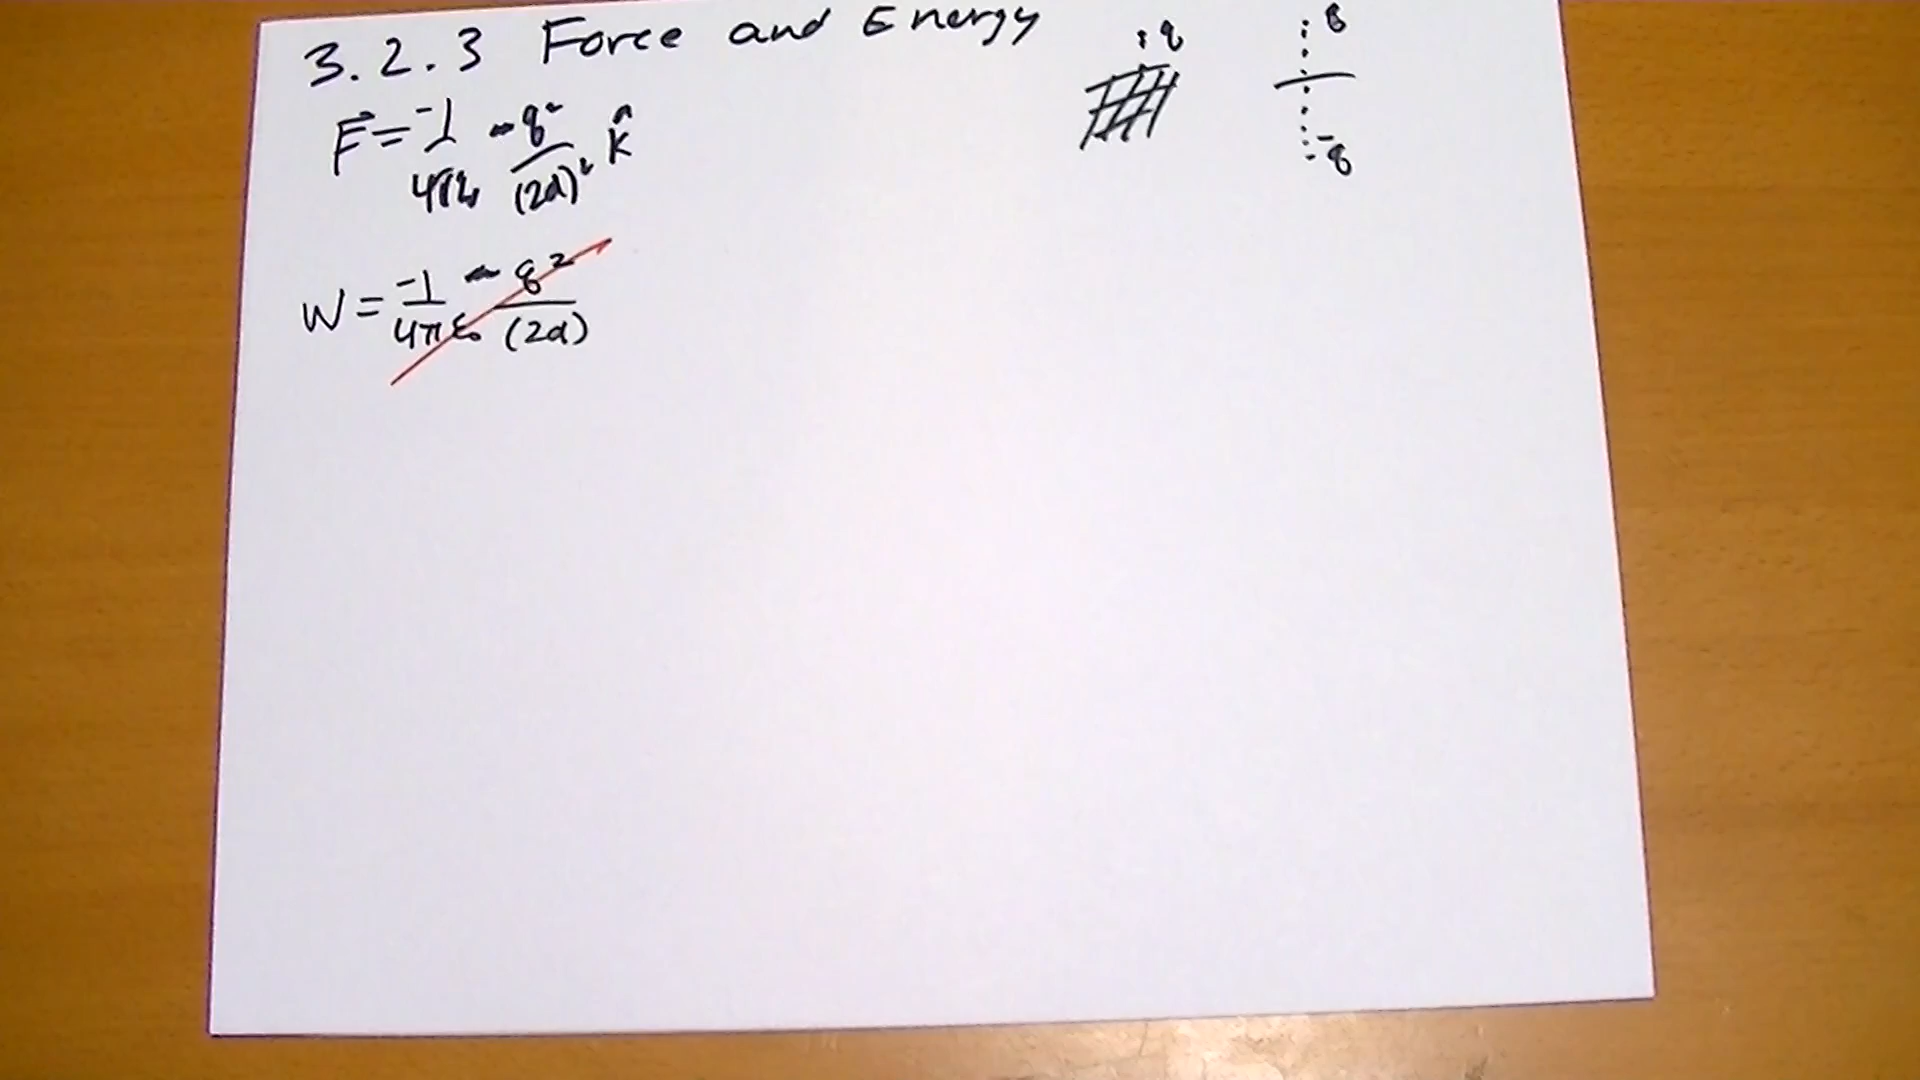 3.2.3 Force and Energy
q
q
-q
F⃗ = -1/4πε₀ q²/(2d)² k̂
W = -1/4πε₀ q²/(2d)